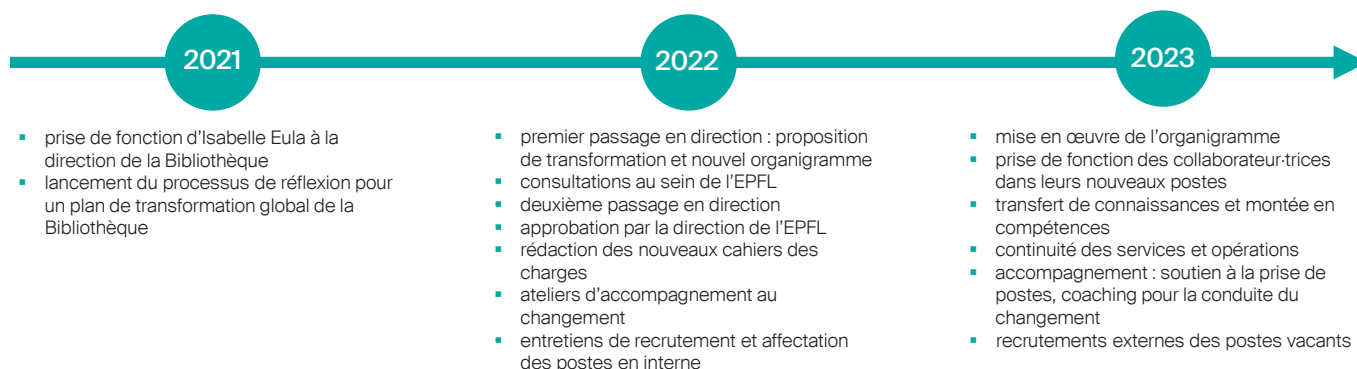 2021
2022
2023
▪ prise de fonction d’Isabelle Eula à la
direction de la Bibliothèque
▪ lancement du processus de réflexion pour
un plan de transformation global de la
Bibliothèque
▪ premier passage en direction : proposition
de transformation et nouvel organigramme
▪ consultations au sein de l’EPFL
▪ deuxième passage en direction
▪ approbation par la direction de l’EPFL
▪ rédaction des nouveaux cahiers des
charges
▪ ateliers d’accompagnement au
changement
▪ entretiens de recrutement et affectation
des postes en interne
▪ mise en œuvre de l’organigramme
▪ prise de fonction des collaborateur·trices
dans leurs nouveaux postes
▪ transfert de connaissances et montée en
compétences
▪ continuité des services et opérations
▪ accompagnement : soutien à la prise de
postes, coaching pour la conduite du
changement
▪ recrutements externes des postes vacants